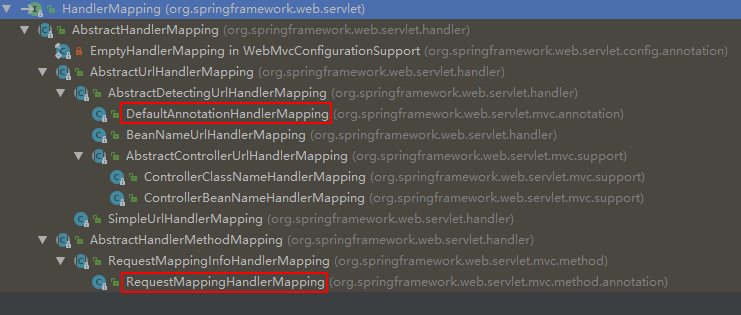 HandlerMapping (org.springframework.web.servlet)
AbstractHandlerMapping (org.springframework.web.servlet.handler)
EmptyHandlerMapping in WebMvcConfigurationSupport (org.springframework.web.servlet.config.annotation)
AbstractUrlHandlerMapping (org.springframework.web.servlet.handler)
AbstractDetectingUrlHandlerMapping (org.springframework.web.servlet.handler)
DefaultAnnotationHandlerMapping (org.springframework.web.servlet.mvc.annotation)
BeanNameUrlHandlerMapping (org.springframework.web.servlet.handler)
AbstractControllerUrlHandlerMapping (org.springframework.web.servlet.mvc.support)
ControllerClassNameHandlerMapping (org.springframework.web.servlet.mvc.support)
ControllerBeanNameHandlerMapping (org.springframework.web.servlet.mvc.support)
SimpleUrlHandlerMapping (org.springframework.web.servlet.handler)
AbstractHandlerMethodMapping (org.springframework.web.servlet.handler)
RequestMappingInfoHandlerMapping (org.springframework.web.servlet.mvc.method)
RequestMappingHandlerMapping (org.springframework.web.servlet.mvc.method.annotation)